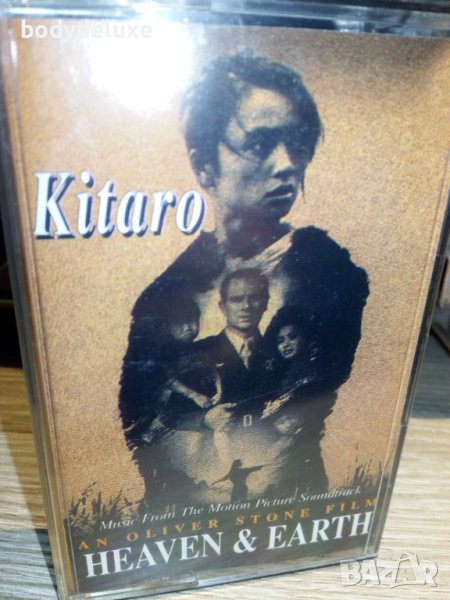 bodydeluxe
Kitaro
Music From The Motion Picture Soundtrack
AN OLIVER STONE FILM
HEAVEN & EARTH
BAZAR